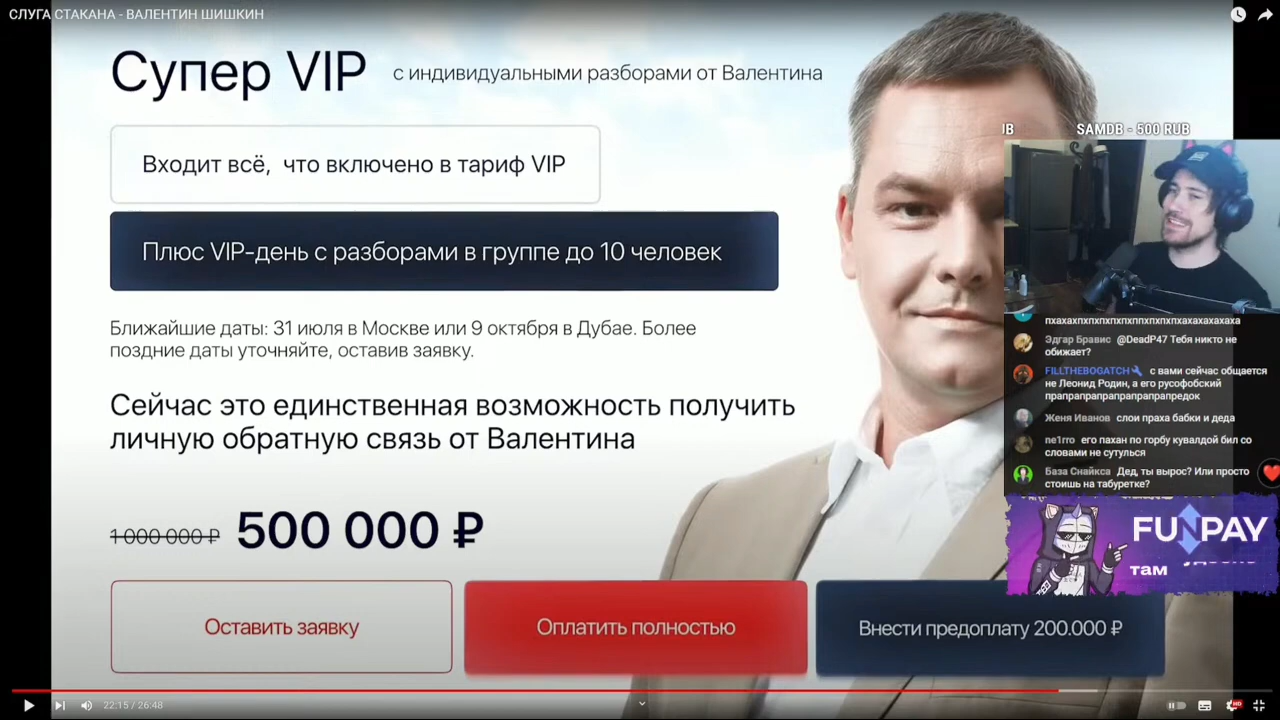 СЛУГА СТАКАНА - ВАЛЕНТИН ШИШКИН
Супер VIP
с индивидуальными разборами от Валентина
Входит всё, что включено в тариф VIP
Плюс VIP-день с разборами в группе до 10 человек
Ближайшие даты: 31 июля в Москве или 9 октября в Дубае. Более
поздние даты уточняйте, оставив заявку.
Сейчас это единственная возможность получить
личную обратную связь от Валентина
1 000 000 ₽ 500 000 ₽
Оставить заявку
Оплатить полностью
Внести предоплату 200.000 ₽
SAMDB - 500 RUB
Эдгар Бравис @DeadP47 Тебя никто не
обижает?
FILLTHEBOGATCH с вами сейчас общается
не Леонид Родин, а его русофобский
прапрапрапрапрапрапрапредок
Женя Иванов слои праха бабки и деда
ne1rro его пахан по горбу кувалдой бил со
словами не сутулься
База Снайкса Дед, ты вырос? Или просто
стоишь на табуретке?
FUNPAY
там
22:15 / 26:48
HD